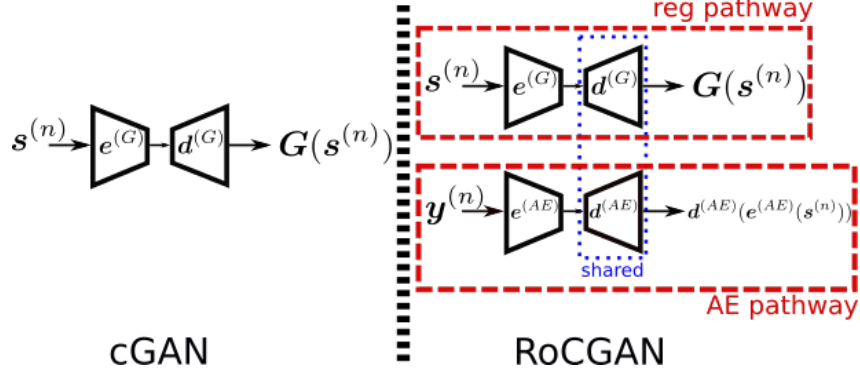 s^(n) e^(G) d^(G) G(s^(n))
cGAN
reg pathway
s^(n) e^(G) d^(G) G(s^(n))
y^(n) e^(AE) d^(AE) d^(AE)(e^(AE)(s^(n)))
shared
AE pathway
RoCGAN